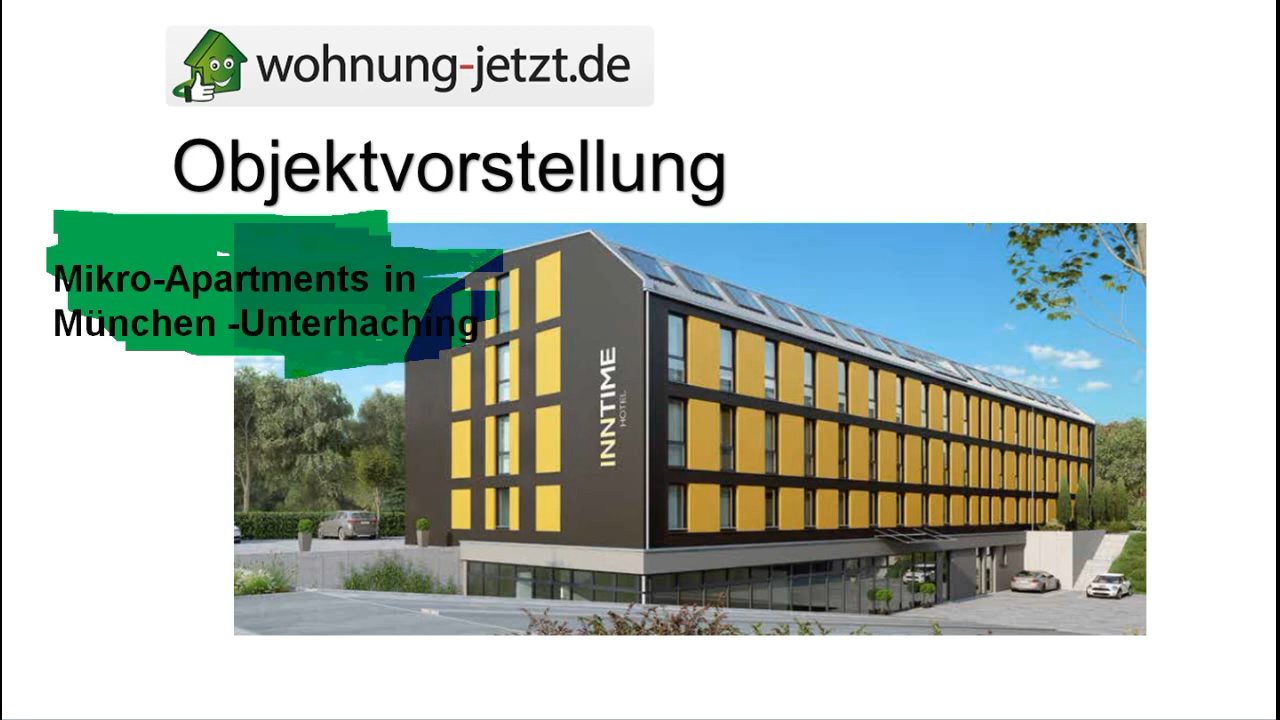 wohnung-jetzt.de
Objektvorstellung
Mikro-Apartments in
München -Unterhaching
INNTIME
HOTEL